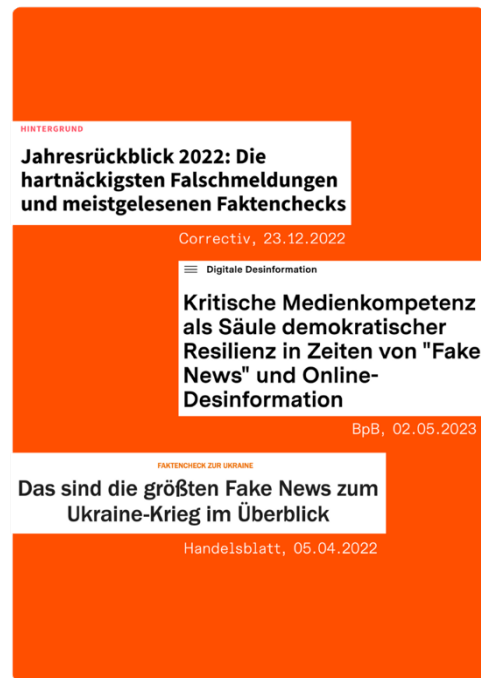 HINTERGRUND
Jahresrückblick 2022: Die
hartnäckigsten Falschmeldungen
und meistgelesenen Faktenchecks
Correctiv, 23.12.2022
Digitale Desinformation
Kritische Medienkompetenz
als Säule demokratischer
Resilienz in Zeiten von "Fake
News" und Online-
Desinformation
BpB, 02.05.2023
FAKTENCHECK ZUR UKRAINE
Das sind die größten Fake News zum
Ukraine-Krieg im Überblick
Handelsblatt, 05.04.2022